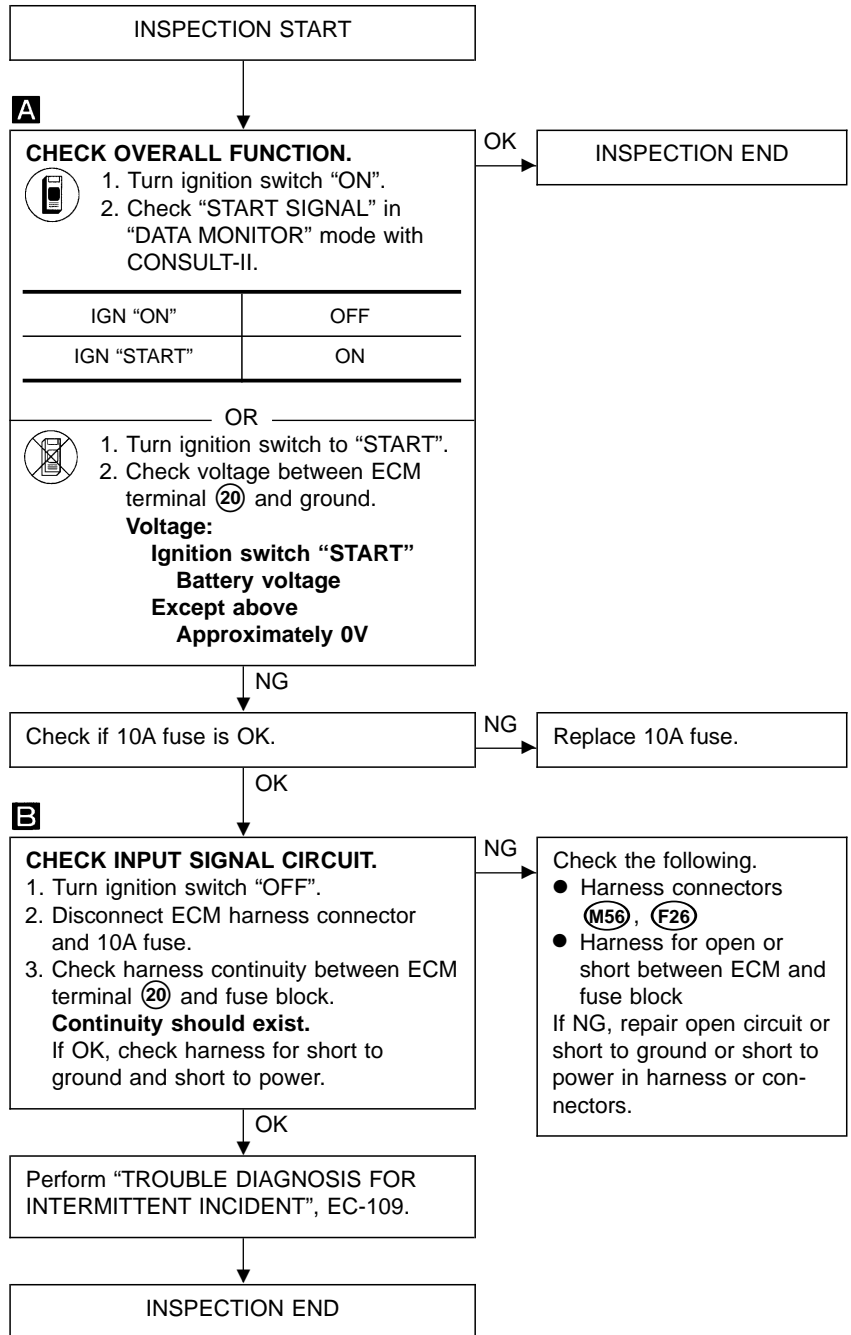 INSPECTION START
A
CHECK OVERALL FUNCTION.
1. Turn ignition switch “ON”.
2. Check “START SIGNAL” in
“DATA MONITOR” mode with
CONSULT-II.
IGN “ON” OFF
IGN “START” ON
OR
1. Turn ignition switch to “START”.
2. Check voltage between ECM
terminal 20 and ground.
Voltage:
Ignition switch “START”
Battery voltage
Except above
Approximately 0V
OK
INSPECTION END
NG
Check if 10A fuse is OK.
NG
Replace 10A fuse.
OK
B
CHECK INPUT SIGNAL CIRCUIT.
1. Turn ignition switch “OFF”.
2. Disconnect ECM harness connector
and 10A fuse.
3. Check harness continuity between ECM
terminal 20 and fuse block.
Continuity should exist.
If OK, check harness for short to
ground and short to power.
NG
Check the following.
● Harness connectors
M56, F26
● Harness for open or
short between ECM and
fuse block
If NG, repair open circuit or
short to ground or short to
power in harness or con-
nectors.
OK
Perform “TROUBLE DIAGNOSIS FOR
INTERMITTENT INCIDENT”, EC-109.
INSPECTION END